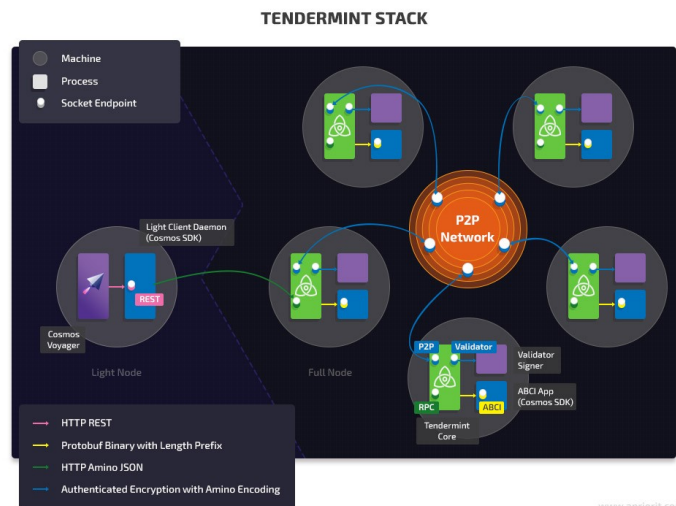 TENDERMINT STACK
Machine
Process
Socket Endpoint
P2P
Network
Light Client Daemon
(Cosmos SDK)
REST
Cosmos
Voyager
Light Node
Full Node
P2P
Validator
Validator
Signer
RPC
ABCI
ABCI App
(Cosmos SDK)
Tendermint
Core
HTTP REST
Protobuf Binary with Length Prefix
HTTP Amino JSON
Authenticated Encryption with Amino Encoding